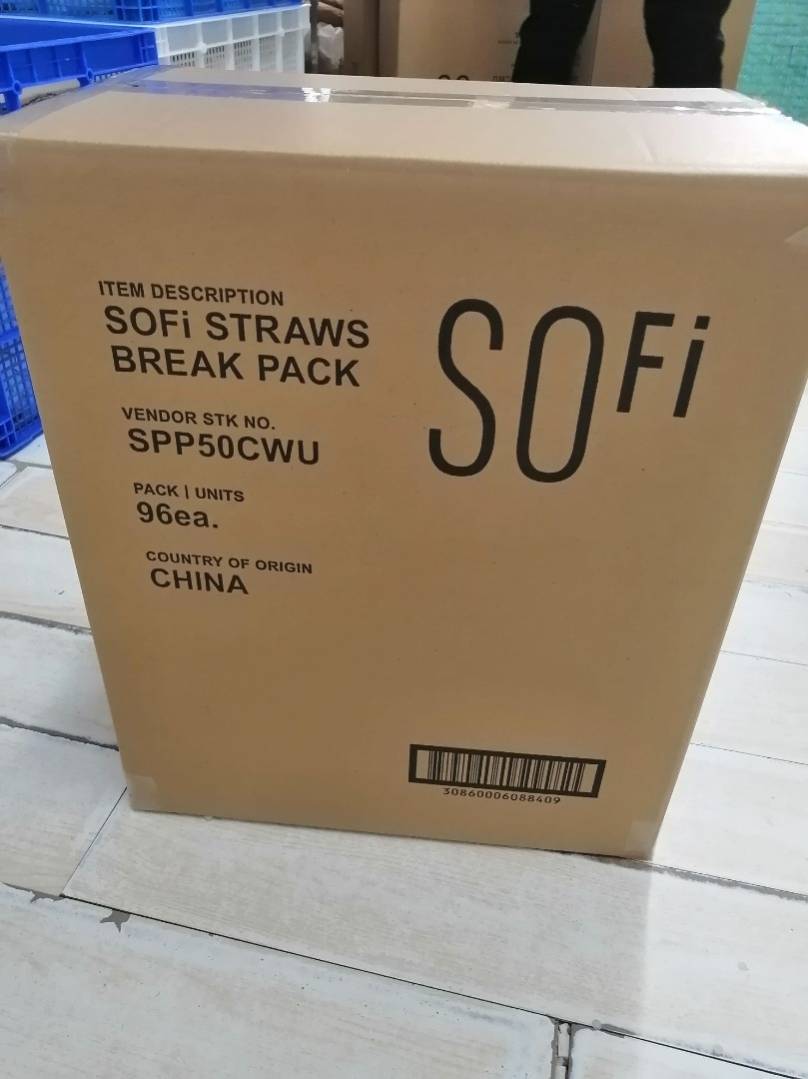 ITEM DESCRIPTION
SOFi STRAWS
BREAK PACK
VENDOR STK NO.
SPP50CWU
PACK | UNITS
96ea.
COUNTRY OF ORIGIN
CHINA
SOFi
30860006088409